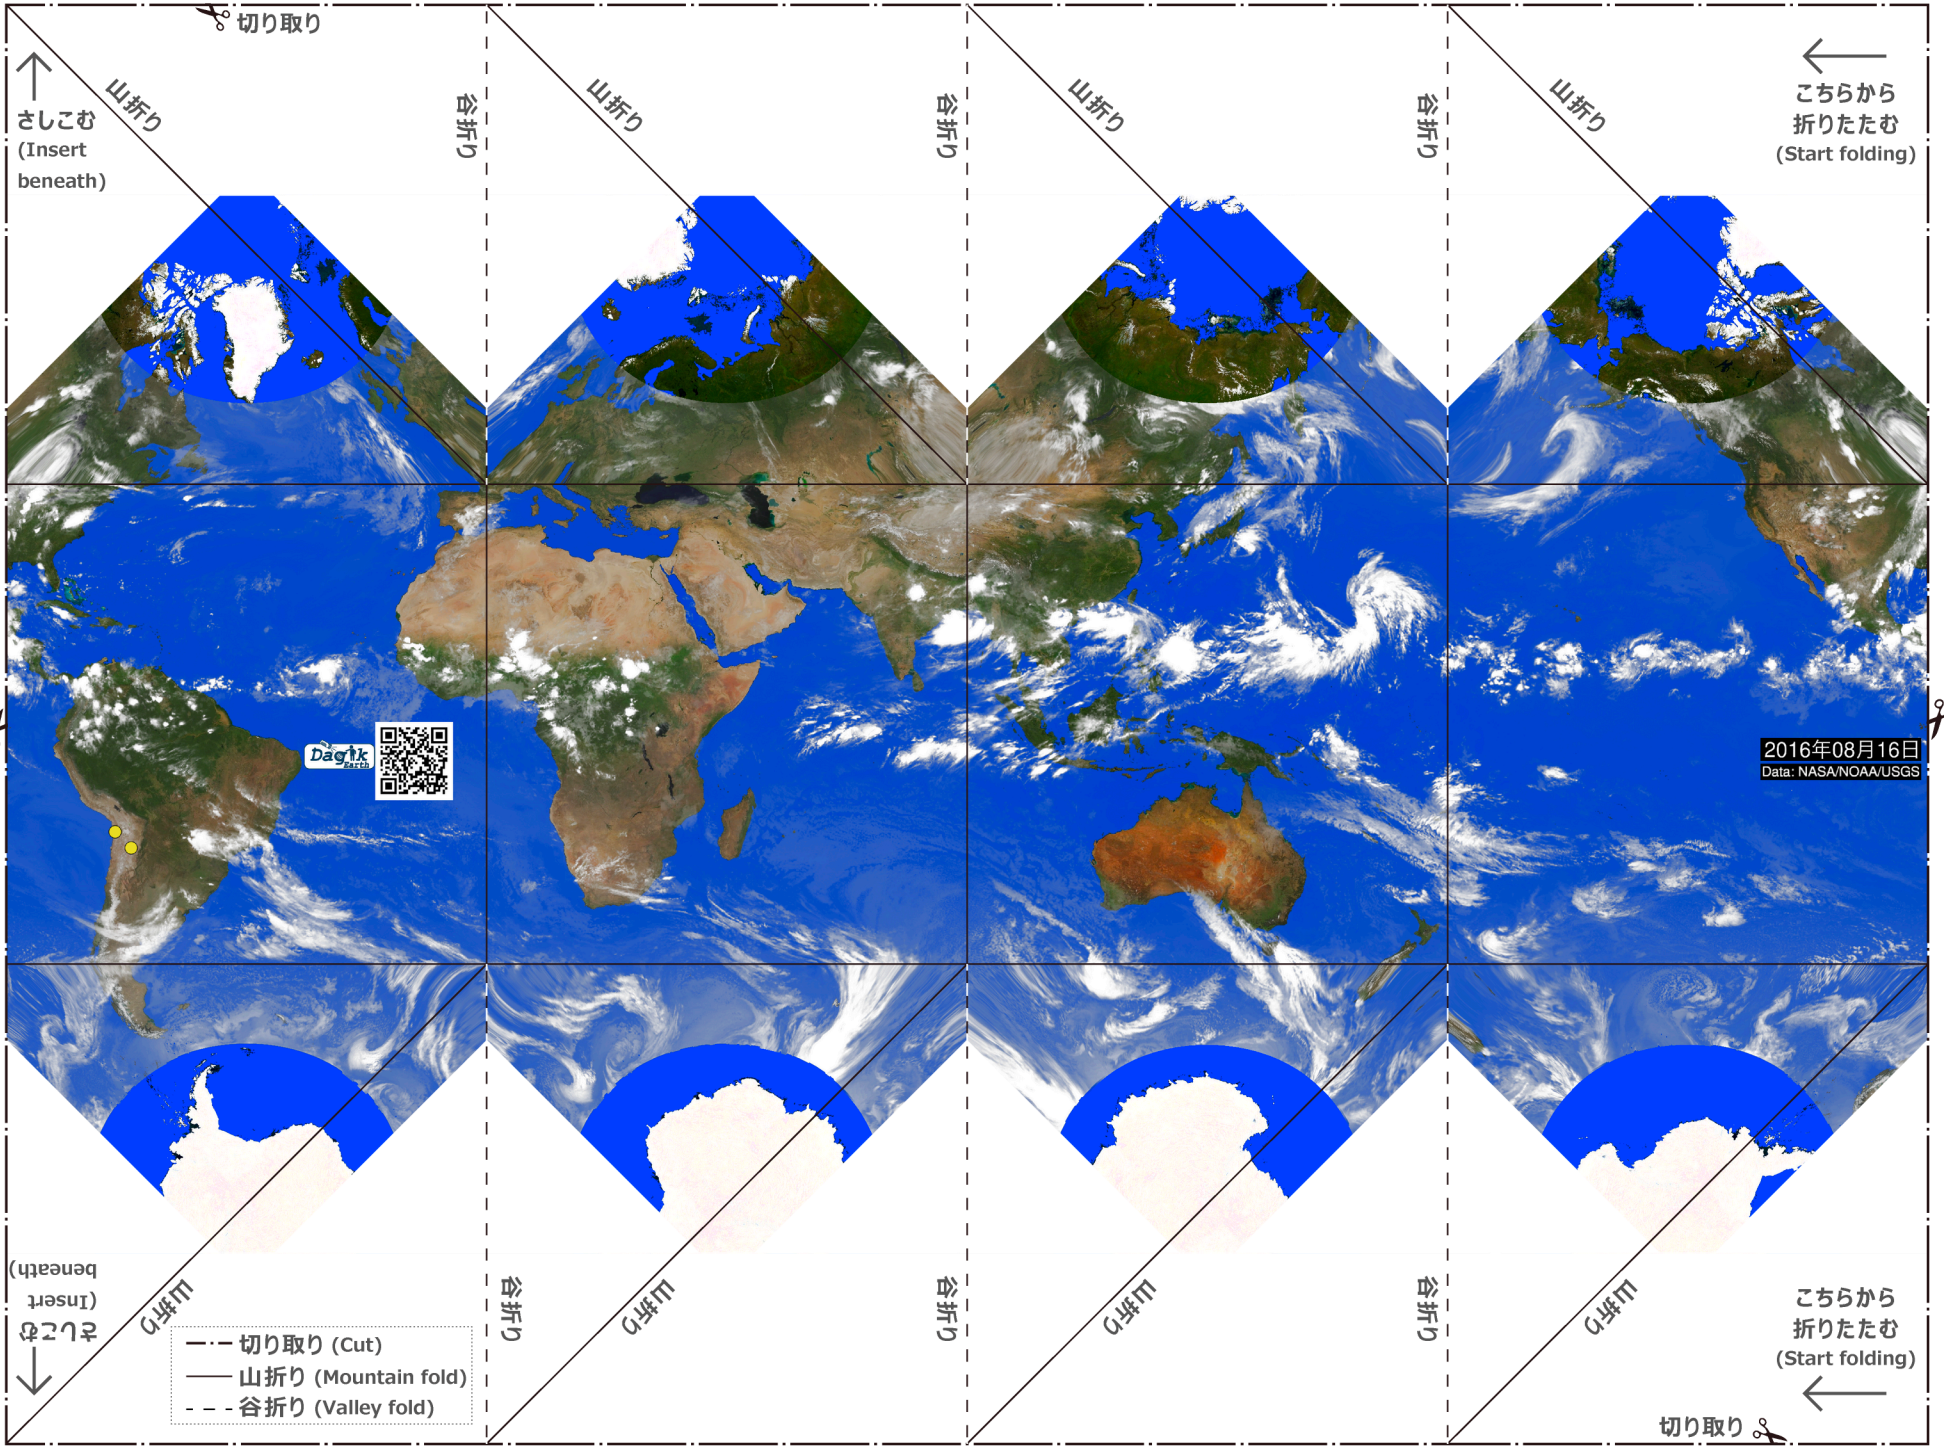 切り取り
山折り
谷折り
山折り
谷折り
山折り
谷折り
山折り
さしこむ
(Insert
beneath)
こちらから
折りたたむ
(Start folding)
Dagik
Earth
2016年08月16日
Data: NASA/NOAA/USGS
さしこむ
(Insert
beneath)
山折り
谷折り
山折り
谷折り
山折り
谷折り
山折り
こちらから
折りたたむ
(Start folding)
切り取り (Cut)
山折り (Mountain fold)
谷折り (Valley fold)
切り取り